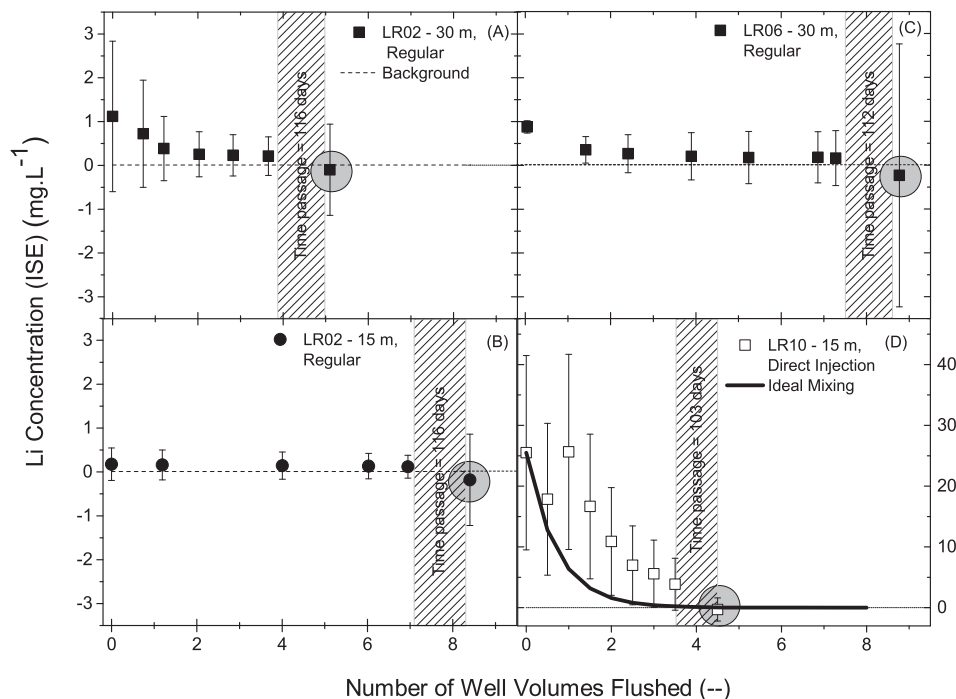 Li Concentration (ISE) (mg.L-1)
3
2
1
0
-1
-2
-3
LR02 - 30 m,
Regular
Background
(A)
Time passage = 116 days
LR06 - 30 m,
Regular
(C)
Time passage = 112 days
3
2
1
0
-1
-2
-3
LR02 - 15 m,
Regular
(B)
Time passage = 116 days
0 2 4 6 8
LR10 - 15 m,
Direct Injection
Ideal Mixing
(D)
Time passage = 103 days
40
30
20
10
0
0 2 4 6 8
Number of Well Volumes Flushed (--)